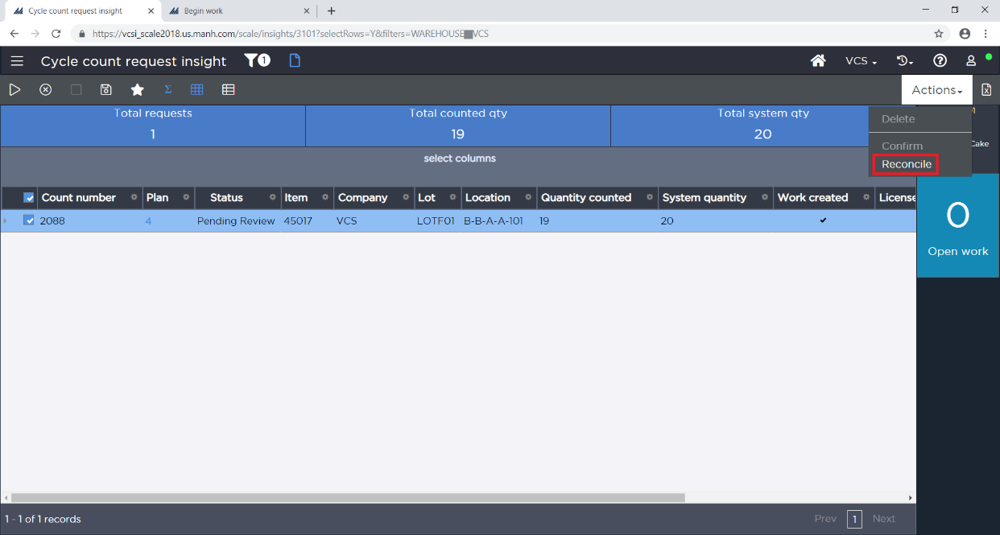 Cycle count request insight
Begin work
https://vcsi_scale2018.us.manh.com/scale/insights/3101?selectRows=Y&filters=WAREHOUSE VCS
Cycle count request insight 1
VCS
Actions
Total requests
1
Total counted qty
19
Total system qty
20
Delete
Confirm
Reconcile
Cake
select columns
Count number Plan Status Item Company Lot Location Quantity counted System quantity Work created License
2088 4 Pending Review 45017 VCS LOTF01 B-B-A-A-101 19 20
0
Open work
1 - 1 of 1 records
Prev 1 Next